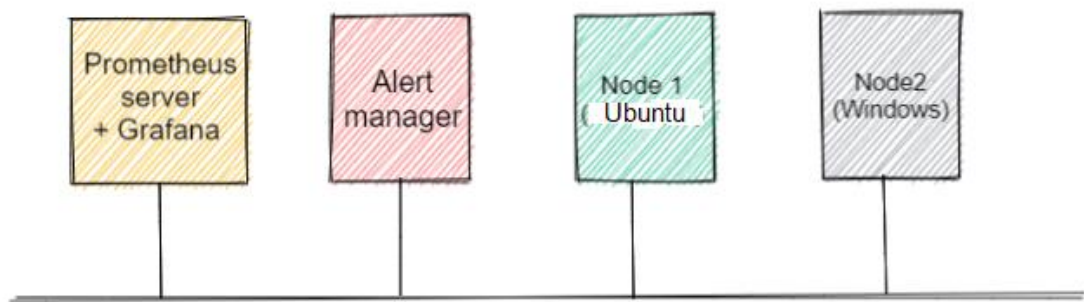 Prometheus
server
+ Grafana
Alert
manager
Node 1
( Ubuntu
Node2
(Windows)